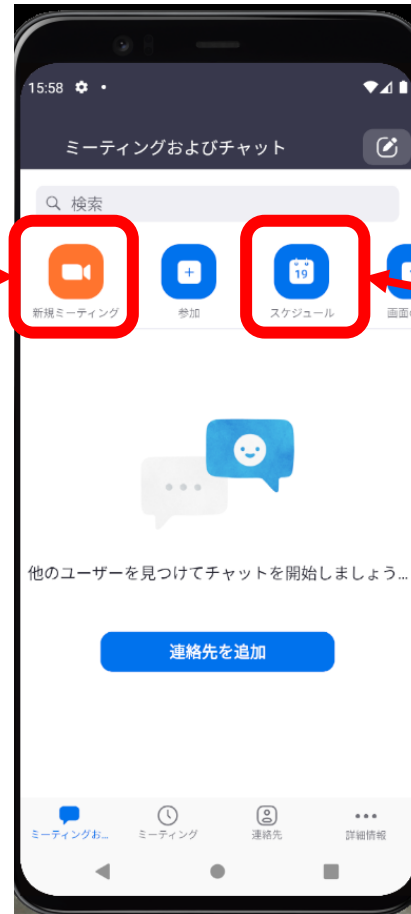 15:58
ミーティングおよびチャット
検索
19
新規ミーティング
参加
スケジュール
画面の
他のユーザーを見つけてチャットを開始しましょう...
連絡先を追加
ミーティングお...
ミーティング
連絡先
詳細情報